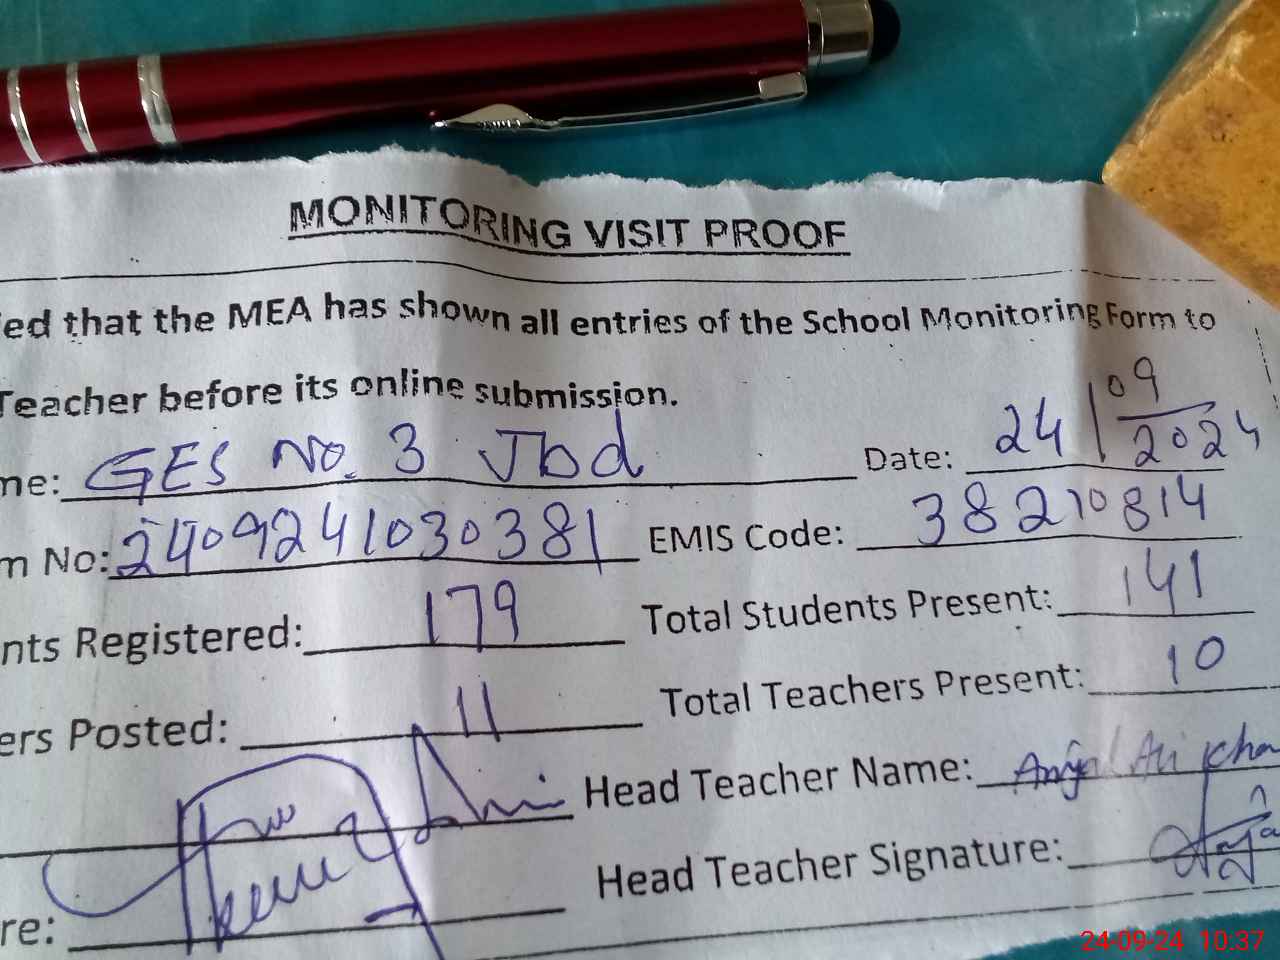 MONITORING VISIT PROOF
ed that the MEA has shown all entries of the School Monitoring Form to
Teacher before its online submission.
me: GES No. 3 Jbd Date: 24/09/2024
m No: 2409241030381 EMIS Code: 38210814
nts Registered: 179 Total Students Present: 141
ers Posted: 11 Total Teachers Present: 10
Head Teacher Name: Ali Kha
re: Head Teacher Signature:
24-09-24 10:37